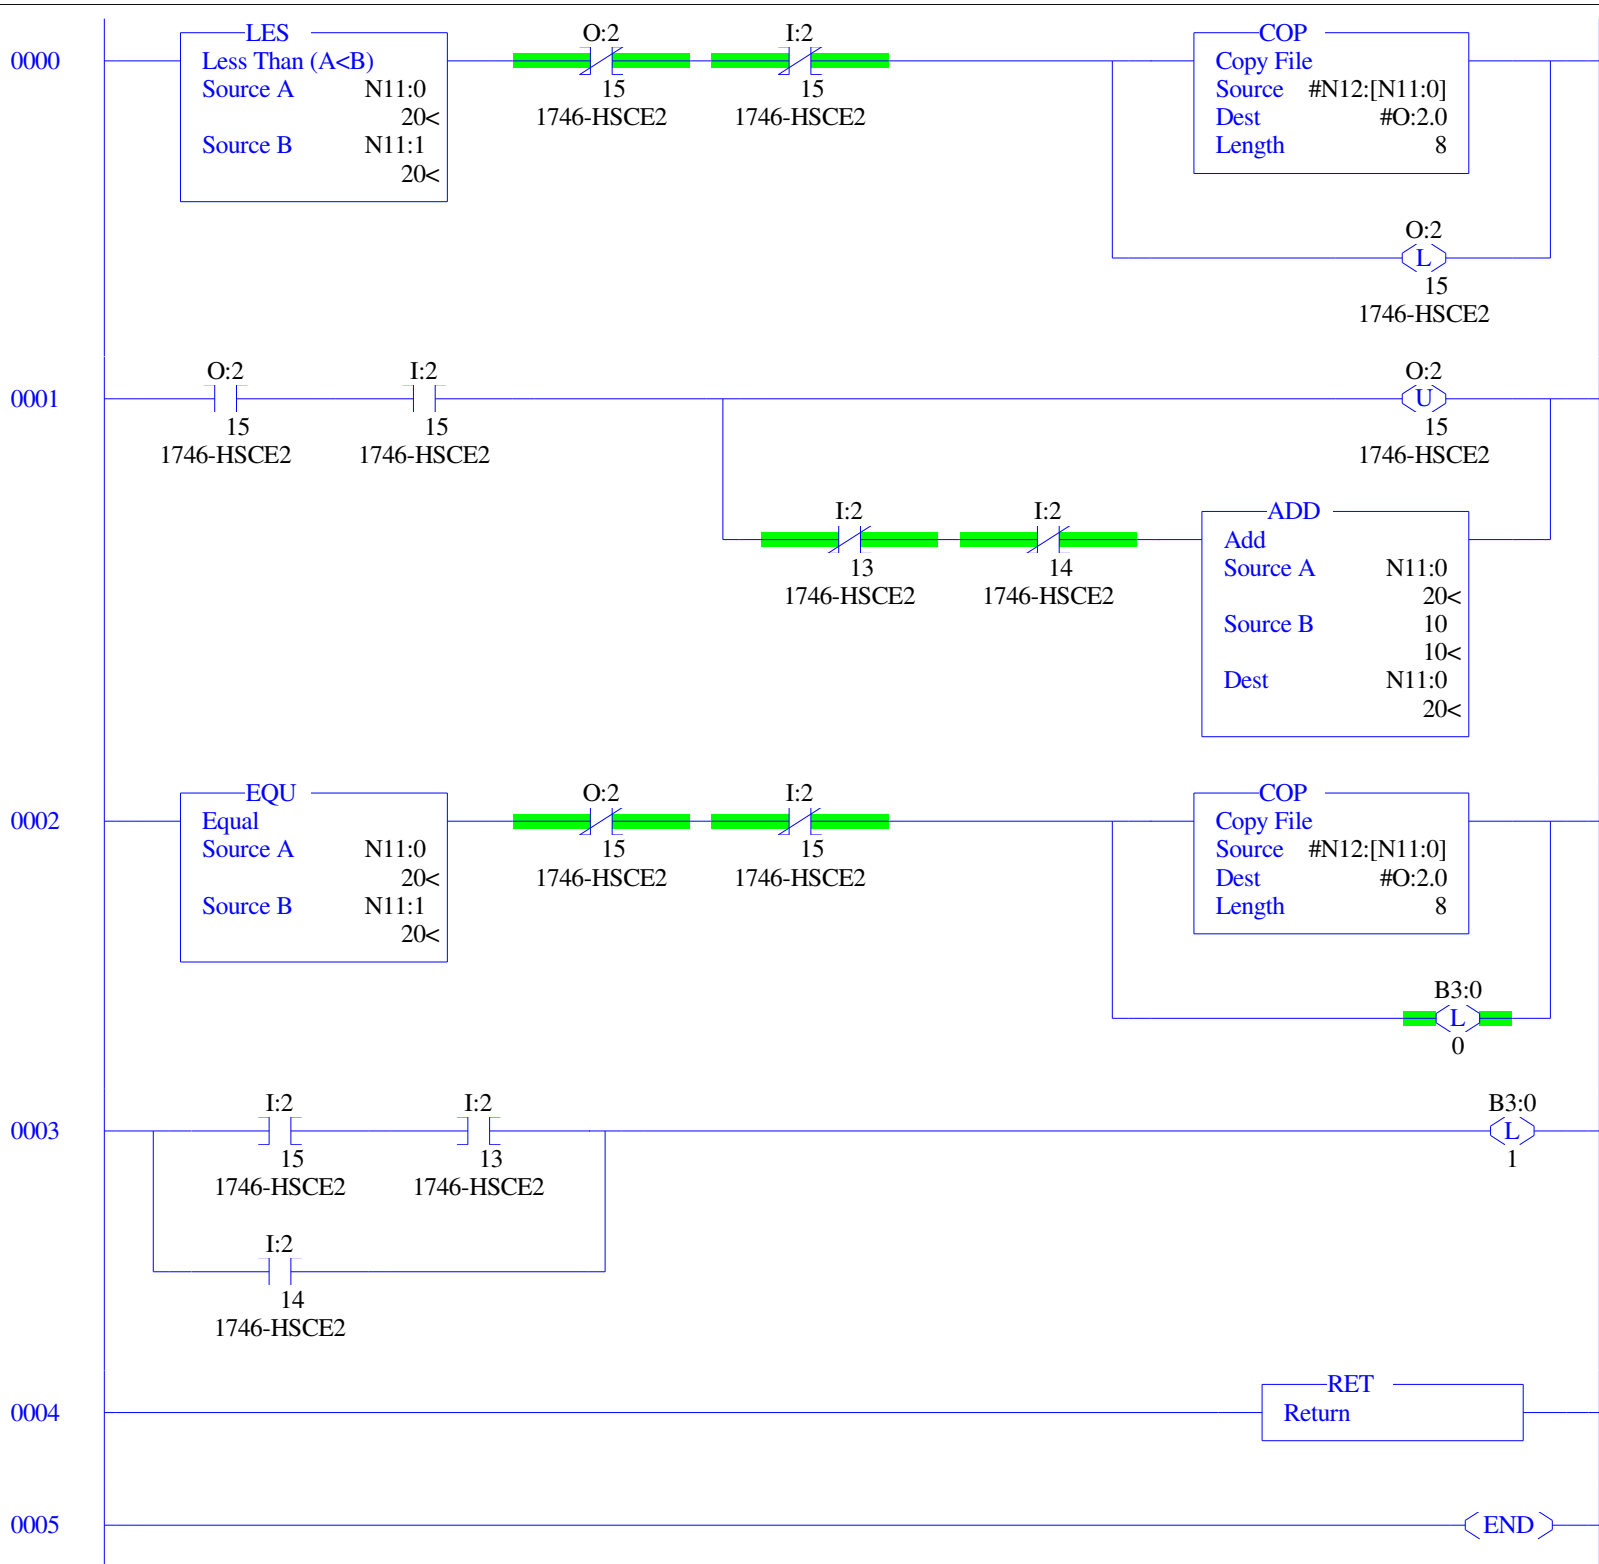 0000
LES
Less Than (A<B)
Source A N11:0
20<
Source B N11:1
20<
O:2
15
1746-HSCE2
I:2
15
1746-HSCE2
COP
Copy File
Source #N12:[N11:0]
Dest #O:2.0
Length 8
O:2
L
15
1746-HSCE2
0001
O:2
15
1746-HSCE2
I:2
15
1746-HSCE2
O:2
U
15
1746-HSCE2
I:2
13
1746-HSCE2
I:2
14
1746-HSCE2
ADD
Add
Source A N11:0
20<
Source B 10
10<
Dest N11:0
20<
0002
EQU
Equal
Source A N11:0
20<
Source B N11:1
20<
O:2
15
1746-HSCE2
I:2
15
1746-HSCE2
COP
Copy File
Source #N12:[N11:0]
Dest #O:2.0
Length 8
B3:0
L
0
0003
I:2
15
1746-HSCE2
I:2
13
1746-HSCE2
B3:0
L
1
I:2
14
1746-HSCE2
0004
RET
Return
0005
END